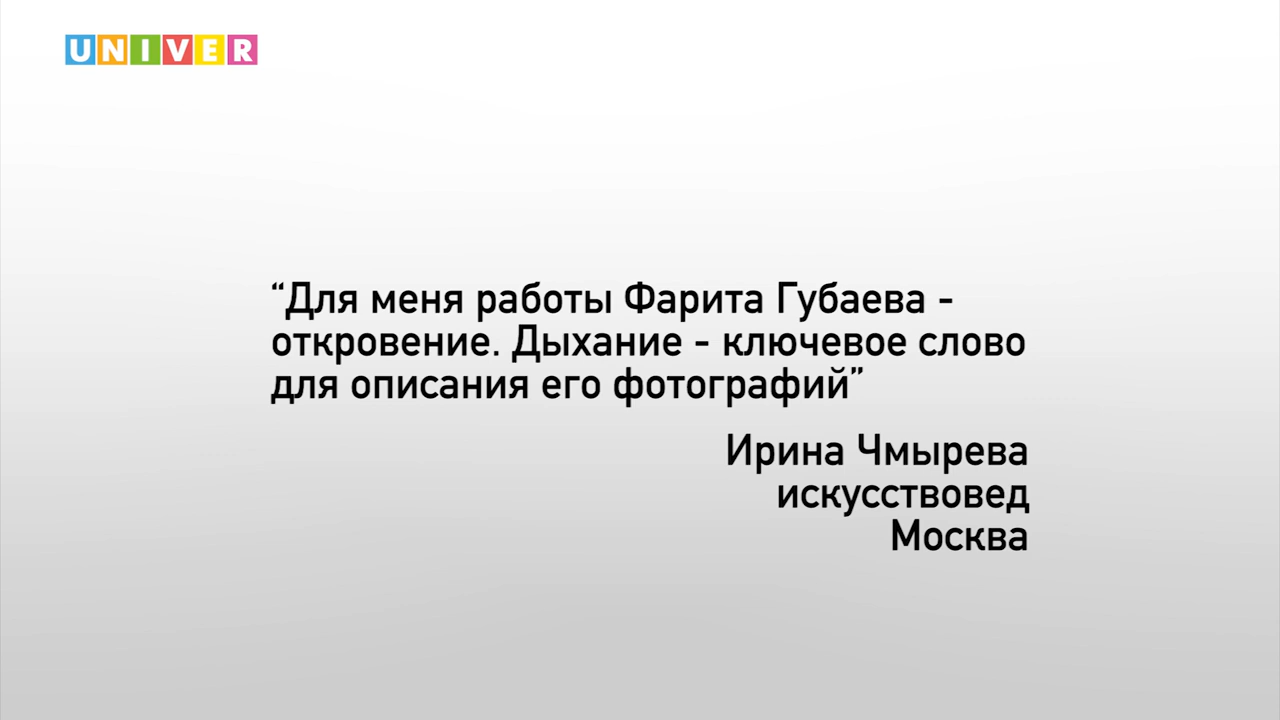 UNIVER
“Для меня работы Фарита Губаева -
откровение. Дыхание - ключевое слово
для описания его фотографий”
Ирина Чмырева
искусствовед
Москва